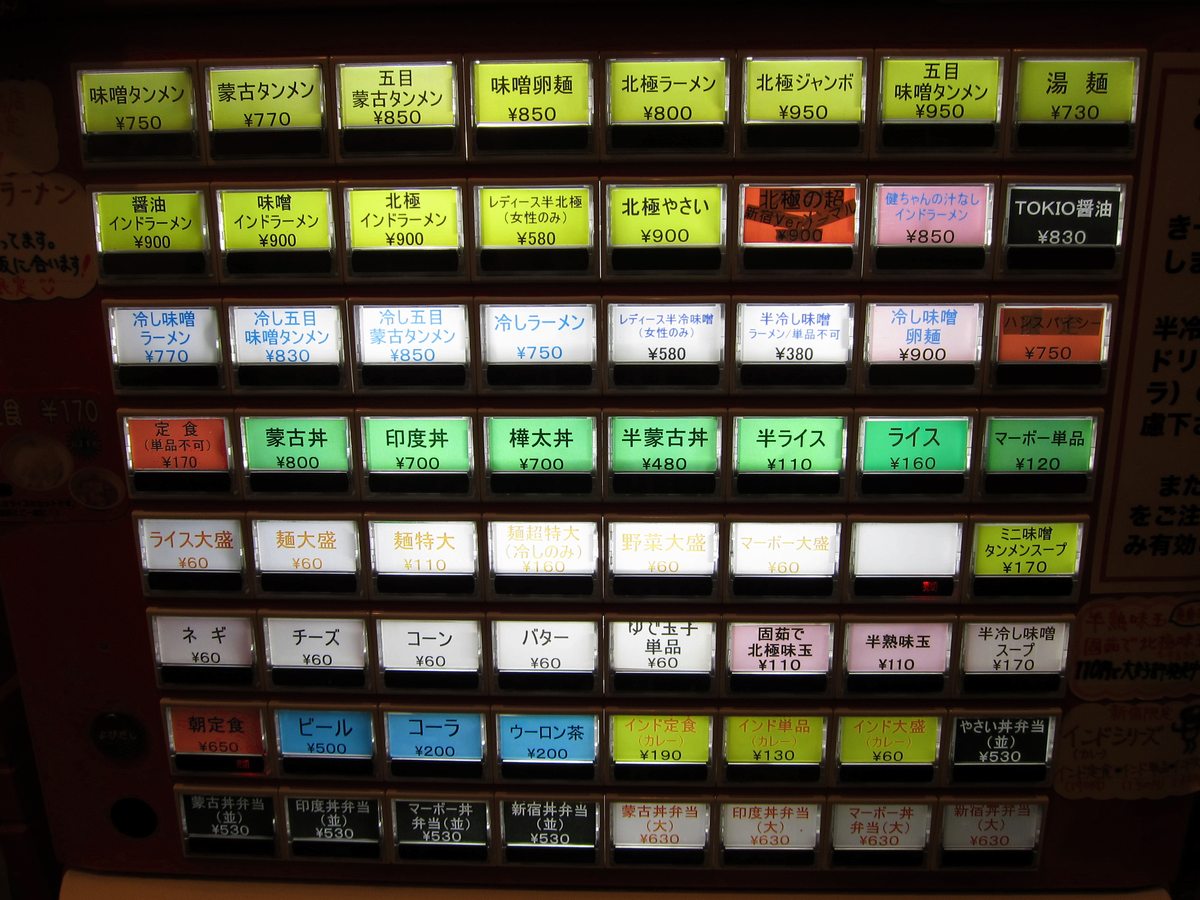 味噌タンメン
¥750
蒙古タンメン
¥770
五目
蒙古タンメン
¥850
味噌卵麺
¥850
北極ラーメン
¥800
北極ジャンボ
¥950
五目
味噌タンメン
¥950
湯麺
¥730
醤油
インドラーメン
¥900
味噌
インドラーメン
¥900
北極
インドラーメン
¥900
レディース半北極
(女性のみ)
¥580
北極やさい
¥900
北極の超
新宿Verノーマル
¥900
健ちゃんの汁なし
インドラーメン
¥850
TOKIO醤油
¥830
冷し味噌
ラーメン
¥770
冷し五目
味噌タンメン
¥830
冷し五目
蒙古タンメン
¥850
冷しラーメン
¥750
レディース半冷味噌
(女性のみ)
¥580
半冷し味噌
ラーメン/単品不可
¥380
冷し味噌
卵麺
¥900
¥750
定食
(単品不可)
¥170
蒙古丼
¥800
印度丼
¥700
樺太丼
¥700
半蒙古丼
¥480
半ライス
¥110
ライス
¥160
マーボー単品
¥120
ライス大盛
¥60
麺大盛
¥60
麺特大
¥110
麺超特大
(冷しのみ)
¥160
野菜大盛
¥60
マーボー大盛
¥60
ミニ味噌
タンメンスープ
¥170
ネギ
¥60
チーズ
¥60
コーン
¥60
バター
¥60
ゆで玉子
単品
¥60
固茹で
北極味玉
¥110
半熟味玉
¥110
半冷し味噌
スープ
¥170
朝定食
¥650
ビール
¥500
コーラ
¥200
ウーロン茶
¥200
インド定食
(カレー)
¥190
インド単品
(カレー)
¥130
インド大盛
(カレー)
¥60
やさい丼弁当
(並)
¥530
蒙古丼弁当
(並)
¥530
印度丼弁当
(並)
¥530
マーボー丼
弁当(並)
¥530
新宿丼弁当
(並)
¥530
蒙古丼弁当
(大)
¥630
印度丼弁当
(大)
¥630
マーボー丼
弁当(大)
¥630
新宿丼弁当
(大)
¥630